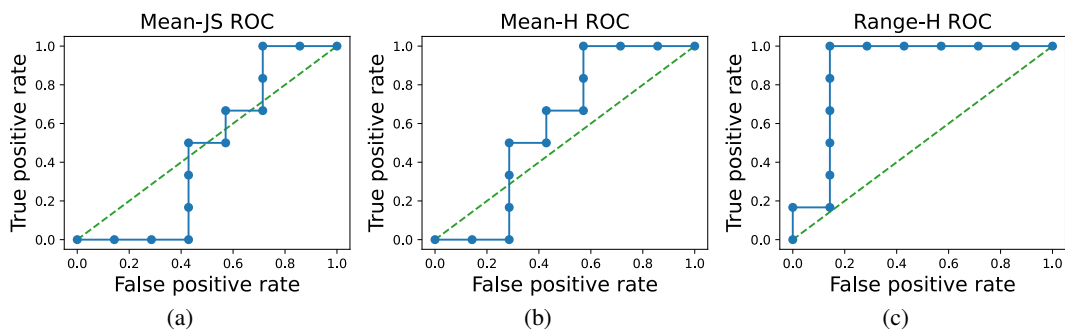 Mean-JS ROC
True positive rate
1.0
0.8
0.6
0.4
0.2
0.0
0.0 0.2 0.4 0.6 0.8 1.0
False positive rate
(a)
Mean-H ROC
True positive rate
1.0
0.8
0.6
0.4
0.2
0.0
0.0 0.2 0.4 0.6 0.8 1.0
False positive rate
(b)
Range-H ROC
True positive rate
1.0
0.8
0.6
0.4
0.2
0.0
0.0 0.2 0.4 0.6 0.8 1.0
False positive rate
(c)